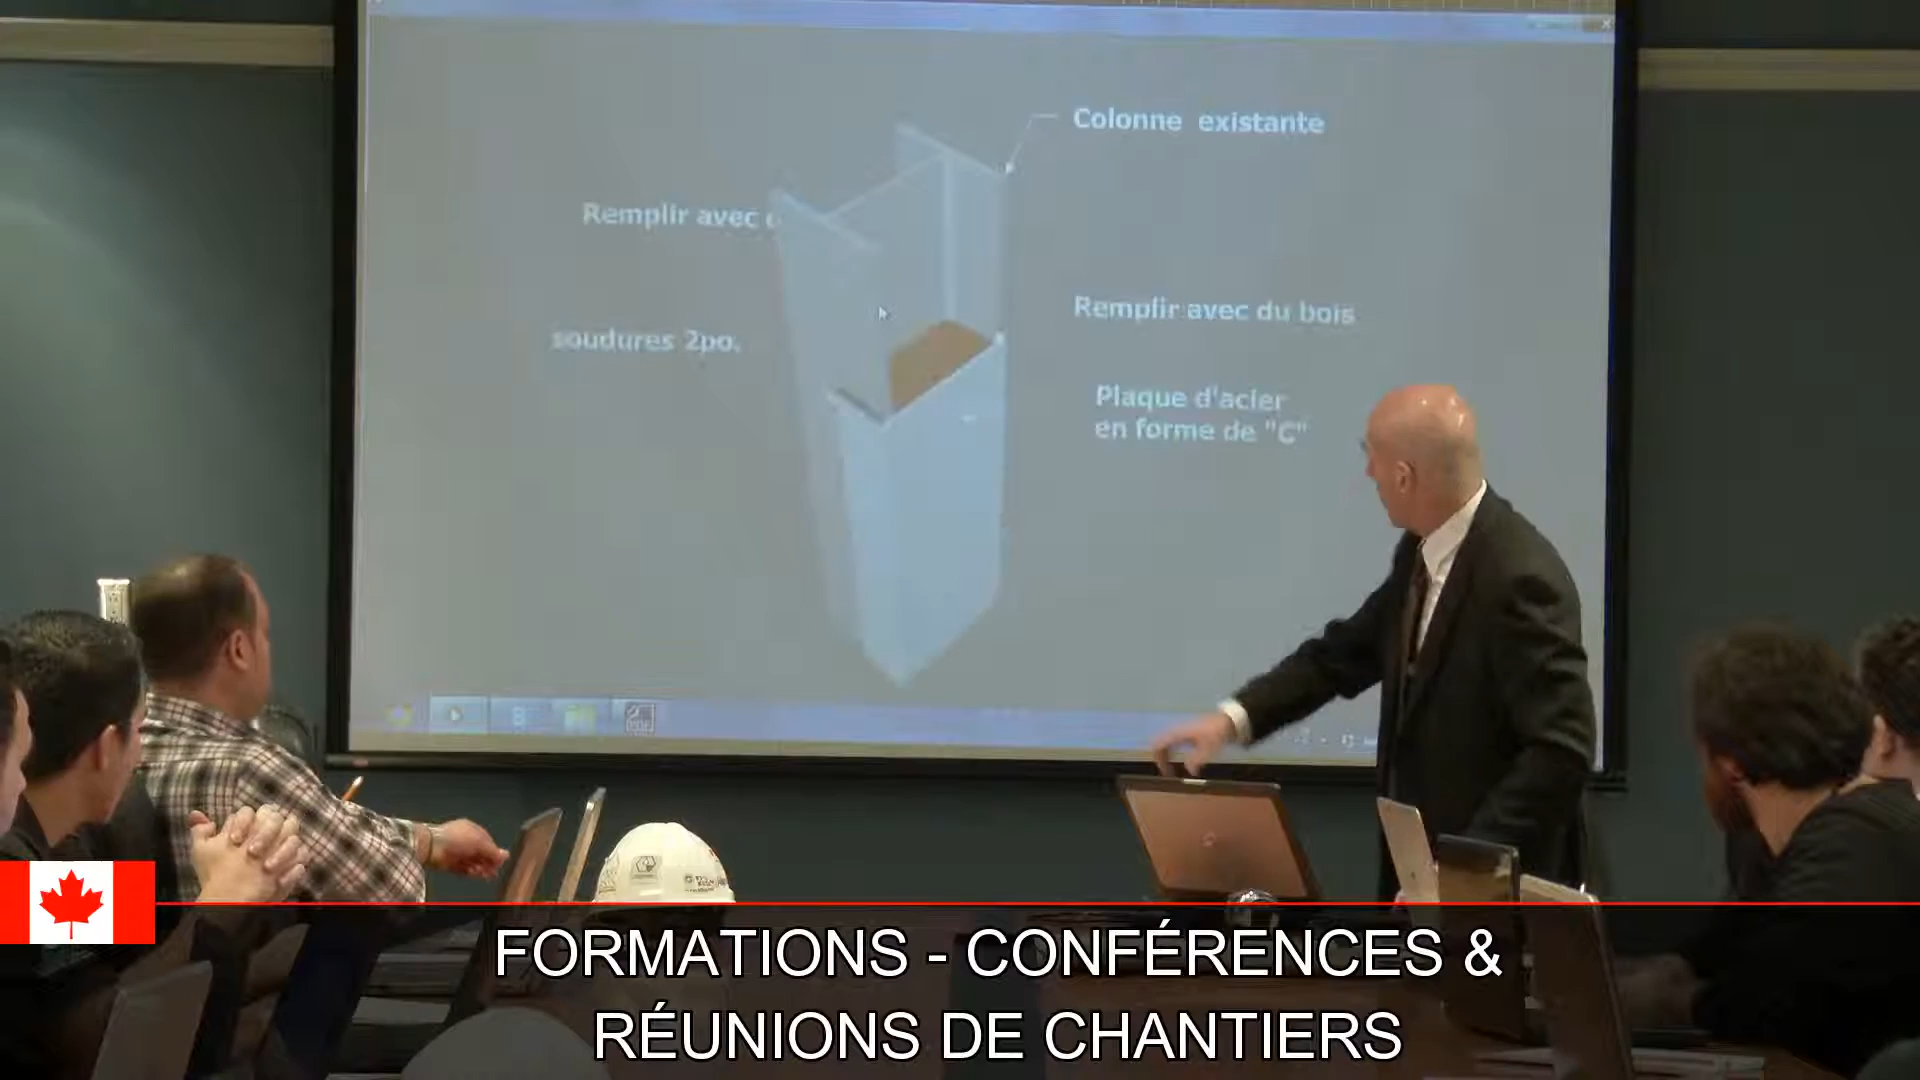 Colonne existante
Remplir avec
Remplir avec du bois
soudures 2po.
Plaque d'acier
en forme de "C"
FORMATIONS - CONFÉRENCES &
RÉUNIONS DE CHANTIERS